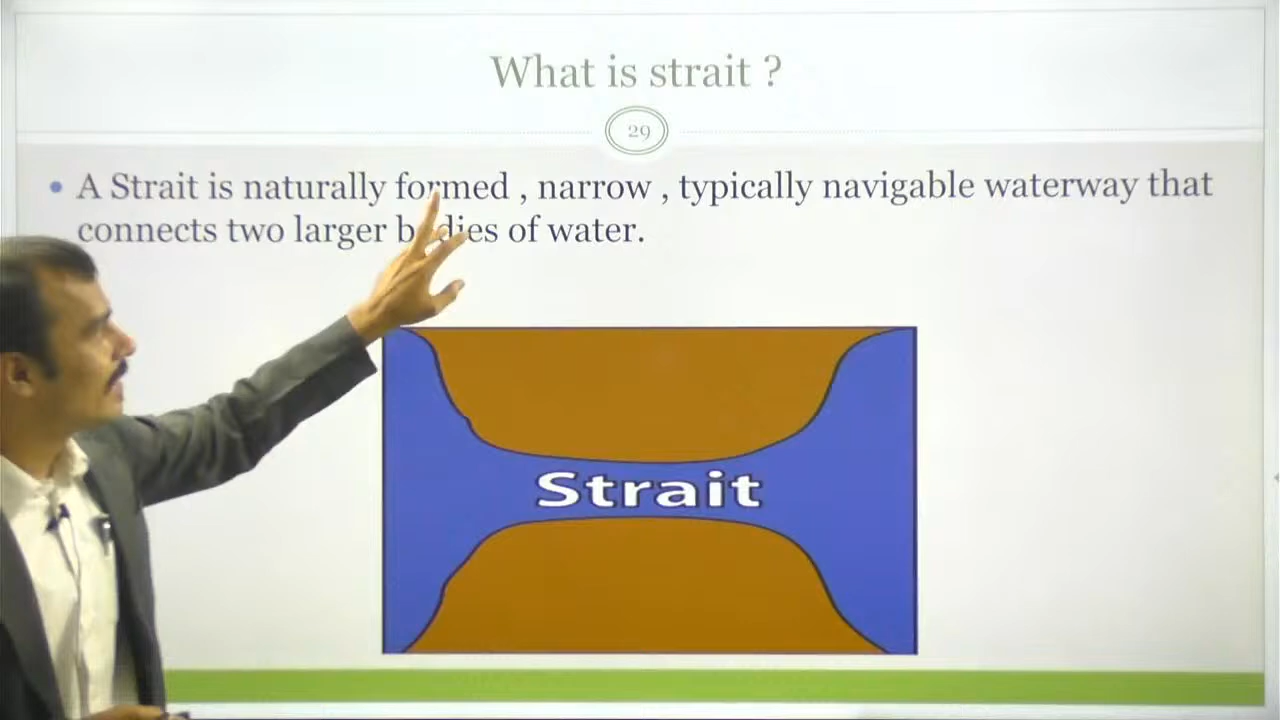 What is strait ?
29
• A Strait is naturally formed , narrow , typically navigable waterway that
connects two larger bodies of water.
Strait